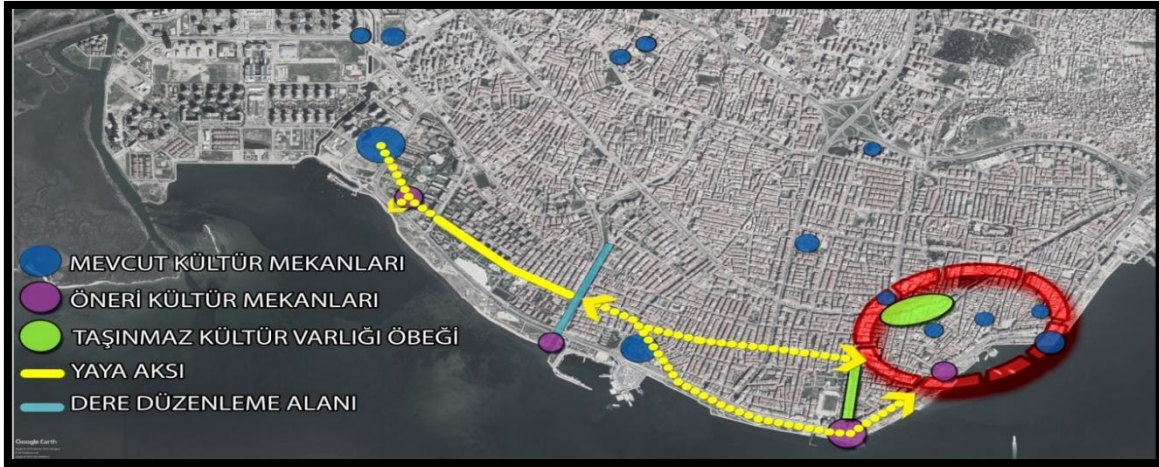 MEVCUT KÜLTÜR MEKANLARI
ÖNERİ KÜLTÜR MEKANLARI
TAŞINMAZ KÜLTÜR VARLIĞI ÖBEĞİ
YAYA AKSI
DERE DÜZENLEME ALANI
Google Earth